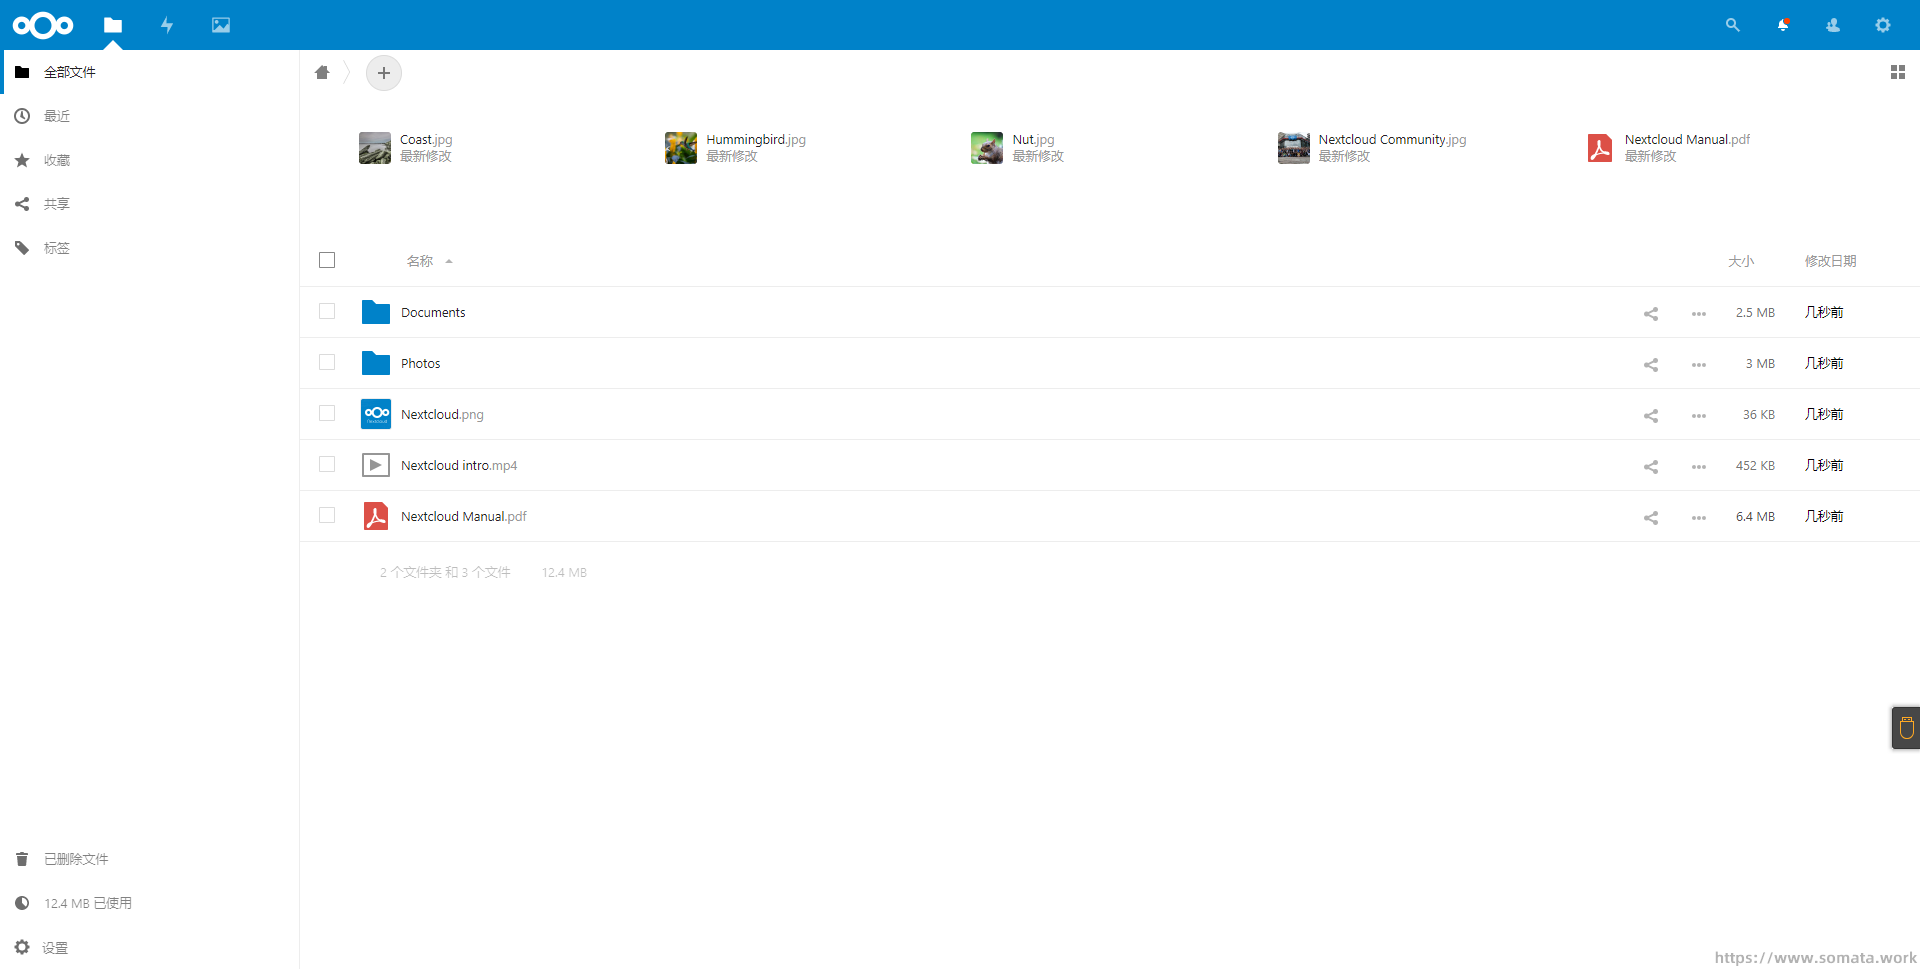 全部文件
最近
收藏
共享
标签
Coast.jpg
最新修改
Hummingbird.jpg
最新修改
Nut.jpg
最新修改
Nextcloud Community.jpg
最新修改
Nextcloud Manual.pdf
最新修改
名称 大小 修改日期
Documents 2.5 MB 几秒前
Photos 3 MB 几秒前
Nextcloud.png 36 KB 几秒前
Nextcloud intro.mp4 452 KB 几秒前
Nextcloud Manual.pdf 6.4 MB 几秒前
2 个文件夹 和 3 个文件 12.4 MB
已删除文件
12.4 MB 已使用
设置
https://www.somata.work